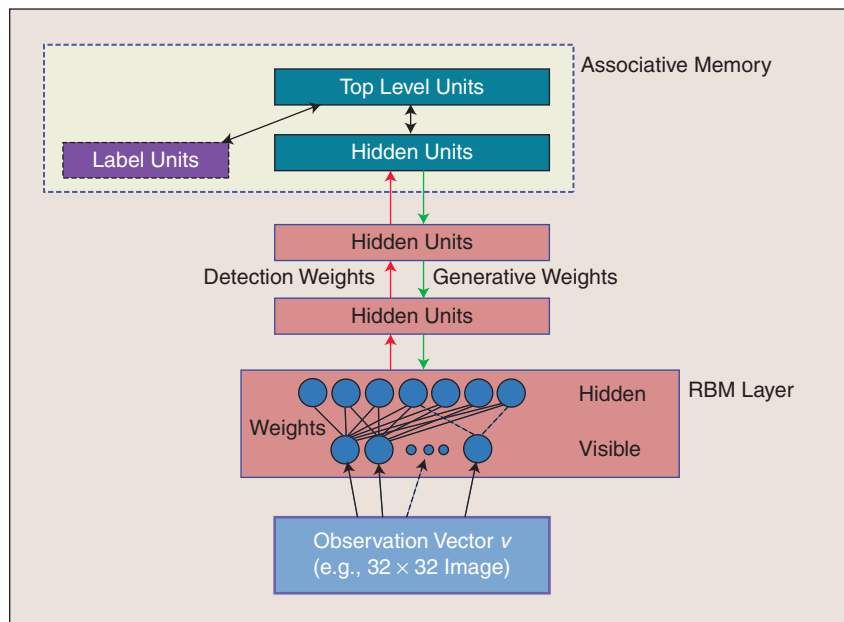 Associative Memory
Top Level Units
Label Units
Hidden Units
Hidden Units
Detection Weights
Generative Weights
Hidden Units
RBM Layer
Hidden
Weights
Visible
Observation Vector v
(e.g., 32 × 32 Image)